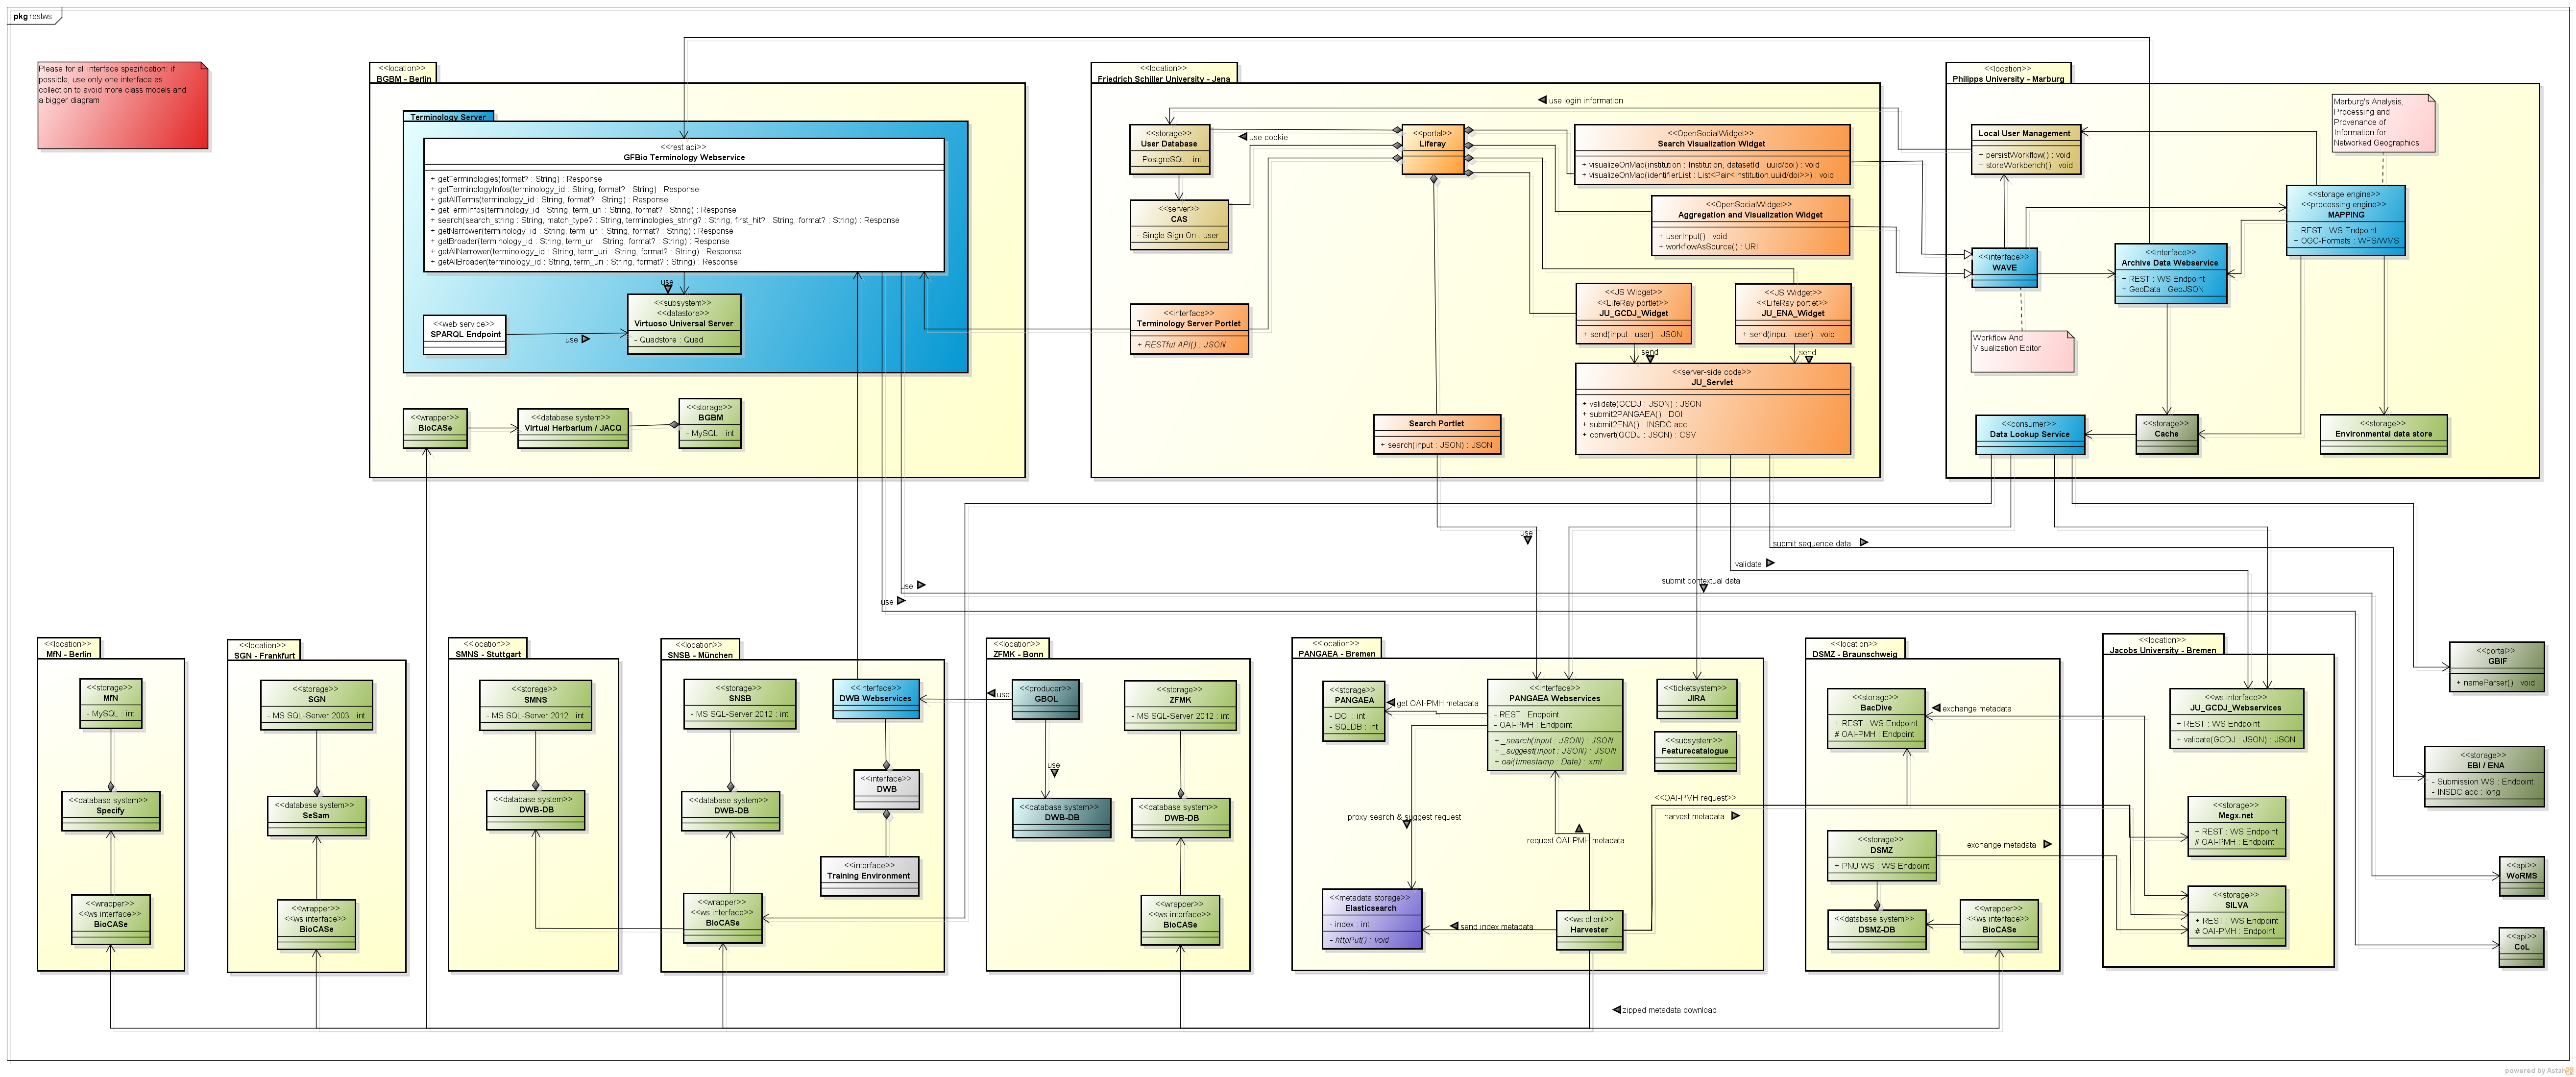 pkg restws
Please for all interface spezification: if
possible, use only one interface as
collection to avoid more class models and
a bigger diagram
<<location>>
BGBM - Berlin
Terminology Server
<<rest api>>
GFBio Terminology Webservice
+ getTerminologies(format? : String) : Response
+ getTerminologyInfos(terminology_id : String, format? : String) : Response
+ getAllTerms(terminology_id : String, format? : String) : Response
+ getTermInfos(terminology_id : String, term_uri : String, format? : String) : Response
+ search(search_string : String, match_type? : String, terminologies_string? : String, first_hit? : String, format? : String) : Response
+ getNarrower(terminology_id : String, term_uri : String, format? : String) : Response
+ getBroader(terminology_id : String, term_uri : String, format? : String) : Response
+ getAllNarrower(terminology_id : String, term_uri : String, format? : String) : Response
+ getAllBroader(terminology_id : String, term_uri : String, format? : String) : Response
use
<<subsystem>>
<<datastore>>
Virtuoso Universal Server
- Quadstore : Quad
<<web service>>
SPARQL Endpoint
use
<<wrapper>>
BioCASe
<<database system>>
Virtual Herbarium / JACQ
<<storage>>
BGBM
- MySQL : int
<<location>>
Friedrich Schiller University - Jena
use login information
<<storage>>
User Database
- PostgreSQL : int
use cookie
<<server>>
CAS
- Single Sign On : user
<<portal>>
Liferay
<<OpenSocialWidget>>
Search Visualization Widget
+ visualizeOnMap(institution : Institution, datasetId : uuid/doi) : void
+ visualizeOnMap(identifierList : List<Pair<Institution,uuid/doi>>) : void
<<OpenSocialWidget>>
Aggregation and Visualization Widget
+ userInput() : void
+ workflowAsSource() : URI
<<interface>>
Terminology Server Portlet
+ RESTful API() : JSON
<<JS Widget>>
<<LifeRay portlet>>
JU_GCDJ_Widget
+ send(input : user) : JSON
<<JS Widget>>
<<LifeRay portlet>>
JU_ENA_Widget
+ send(input : user) : void
send
send
<<server-side code>>
JU_Servlet
+ validate(GCDJ : JSON) : JSON
+ submit2PANGAEA() : DOI
+ submit2ENA() : INSDC acc
+ convert(GCDJ : JSON) : CSV
Search Portlet
+ search(input : JSON) : JSON
<<location>>
Philipps University - Marburg
Local User Management
+ persistWorkflow() : void
+ storeWorkbench() : void
Marburg's Analysis,
Processing and
Provenance of
Information for
Networked Geographics
<<storage engine>>
<<processing engine>>
MAPPING
+ REST : WS Endpoint
+ OGC-Formats : WFS/WMS
<<interface>>
WAVE
<<interface>>
Archive Data Webservice
+ REST : WS Endpoint
+ GeoData : GeoJSON
Workflow And
Visualization Editor
<<consumer>>
Data Lookup Service
<<storage>>
Cache
<<storage>>
Environmental data store
use
submit sequence data
validate
submit contextual data
use
use
<<location>>
MfN - Berlin
<<storage>>
MfN
- MySQL : int
<<database system>>
Specify
<<wrapper>>
<<ws interface>>
BioCASe
<<location>>
SGN - Frankfurt
<<storage>>
SGN
- MS SQL-Server 2003 : int
<<database system>>
SeSam
<<wrapper>>
<<ws interface>>
BioCASe
<<location>>
SMNS - Stuttgart
<<storage>>
SMNS
- MS SQL-Server 2012 : int
<<database system>>
DWB-DB
<<location>>
SNSB - München
<<storage>>
SNSB
- MS SQL-Server 2012 : int
<<database system>>
DWB-DB
<<wrapper>>
<<ws interface>>
BioCASe
<<interface>>
DWB Webservices
<<interface>>
DWB
<<interface>>
Training Environment
<<location>>
ZFMK - Bonn
use
<<producer>>
GBOL
use
<<database system>>
DWB-DB
<<storage>>
ZFMK
- MS SQL-Server 2012 : int
<<database system>>
DWB-DB
<<wrapper>>
<<ws interface>>
BioCASe
<<location>>
PANGAEA - Bremen
<<storage>>
PANGAEA
- DOI : int
- SQLDB : int
get OAI-PMH metadata
<<interface>>
PANGAEA Webservices
- REST : Endpoint
- OAI-PMH : Endpoint
+ _search(input : JSON) : JSON
+ _suggest(input : JSON) : JSON
+ oai(timestamp : Date) : xml
<<ticketsystem>>
JIRA
<<subsystem>>
Featurecatalogue
<<OAI-PMH request>>
harvest metadata
proxy search & suggest request
request OAI-PMH metadata
<<metadata storage>>
Elasticsearch
- index : int
- httpPut() : void
send index metadata
<<ws client>>
Harvester
zipped metadata download
<<location>>
DSMZ - Braunschweig
<<storage>>
BacDive
+ REST : WS Endpoint
# OAI-PMH : Endpoint
exchange metadata
<<storage>>
DSMZ
+ PNU WS : WS Endpoint
exchange metadata
<<database system>>
DSMZ-DB
<<wrapper>>
<<ws interface>>
BioCASe
<<location>>
Jacobs University - Bremen
<<ws interface>>
JU_GCDJ_Webservices
+ REST : WS Endpoint
+ validate(GCDJ : JSON) : JSON
<<storage>>
Megx.net
+ REST : WS Endpoint
# OAI-PMH : Endpoint
<<storage>>
SILVA
+ REST : WS Endpoint
# OAI-PMH : Endpoint
<<portal>>
GBIF
+ nameParser() : void
<<storage>>
EBI / ENA
- Submission WS : Endpoint
- INSDC acc : long
<<api>>
WoRMS
<<api>>
CoL
powered by Astah